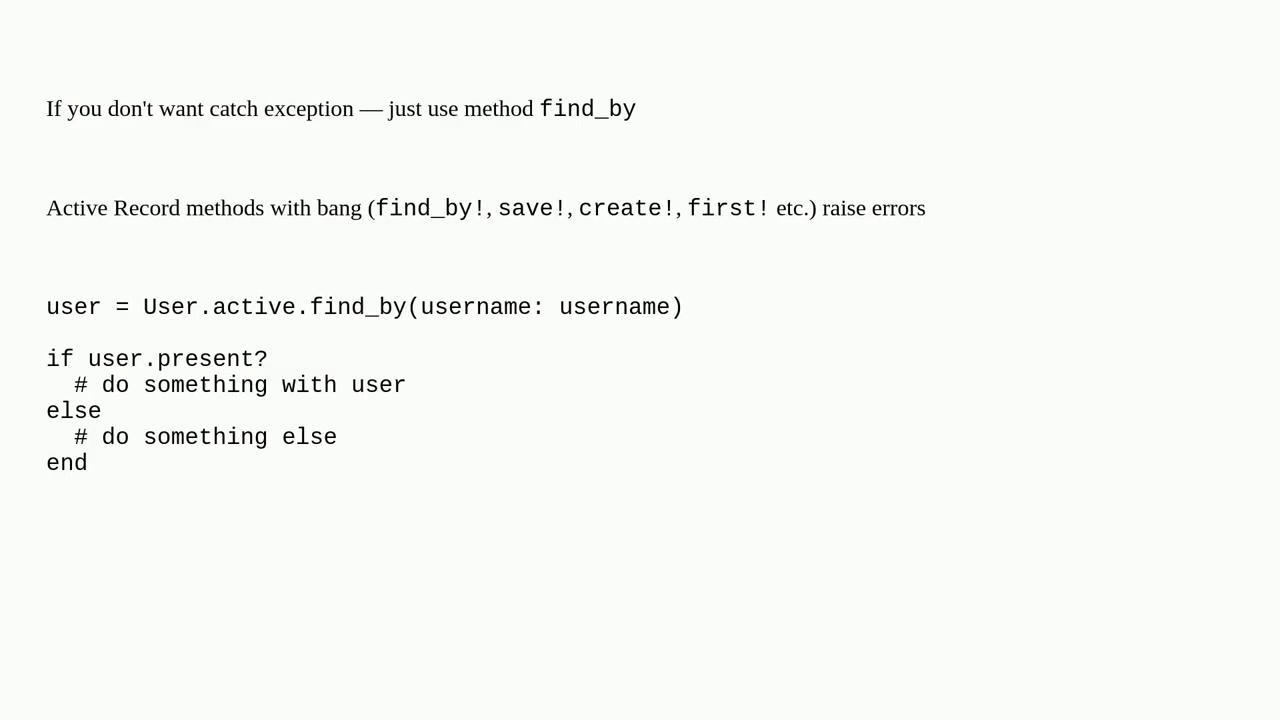 If you don't want catch exception — just use method find_by
Active Record methods with bang (find_by!, save!, create!, first! etc.) raise errors
user = User.active.find_by(username: username)
if user.present?
  # do something with user
else
  # do something else
end